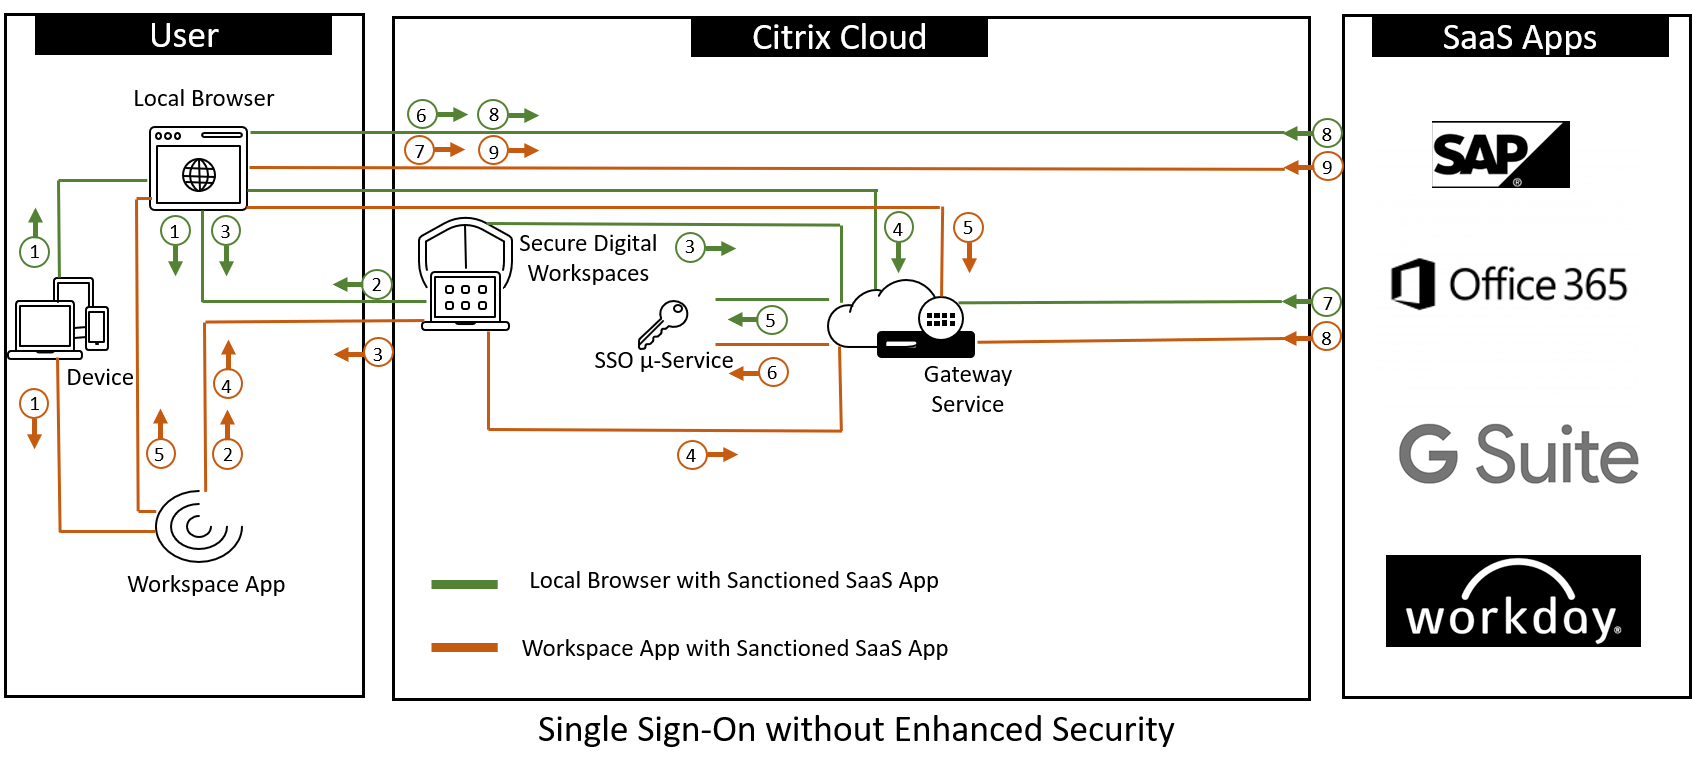 User
Citrix Cloud
SaaS Apps
Local Browser
6
8
8
7
9
9
SAP
®
1
1
3
Secure Digital
Workspaces
3
4
5
2
Office 365
7
5
SSO µ-Service
8
3
6
Device
Gateway
Service
4
1
5
2
4
G Suite
Workspace App
Local Browser with Sanctioned SaaS App
workday®
Workspace App with Sanctioned SaaS App
Single Sign-On without Enhanced Security